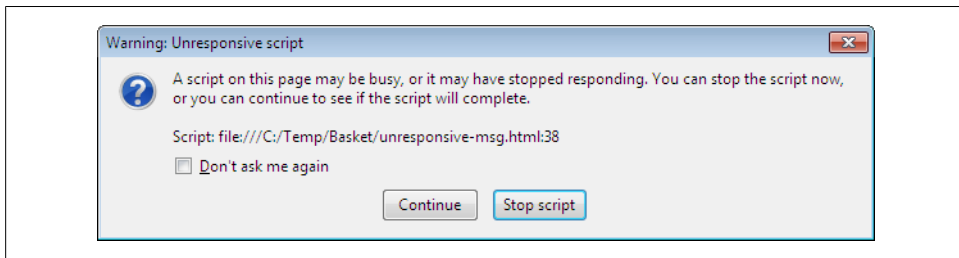 Warning: Unresponsive script
A script on this page may be busy, or it may have stopped responding. You can stop the script now,
or you can continue to see if the script will complete.
Script: file:///C:/Temp/Basket/unresponsive-msg.html:38
Don't ask me again
Continue
Stop script